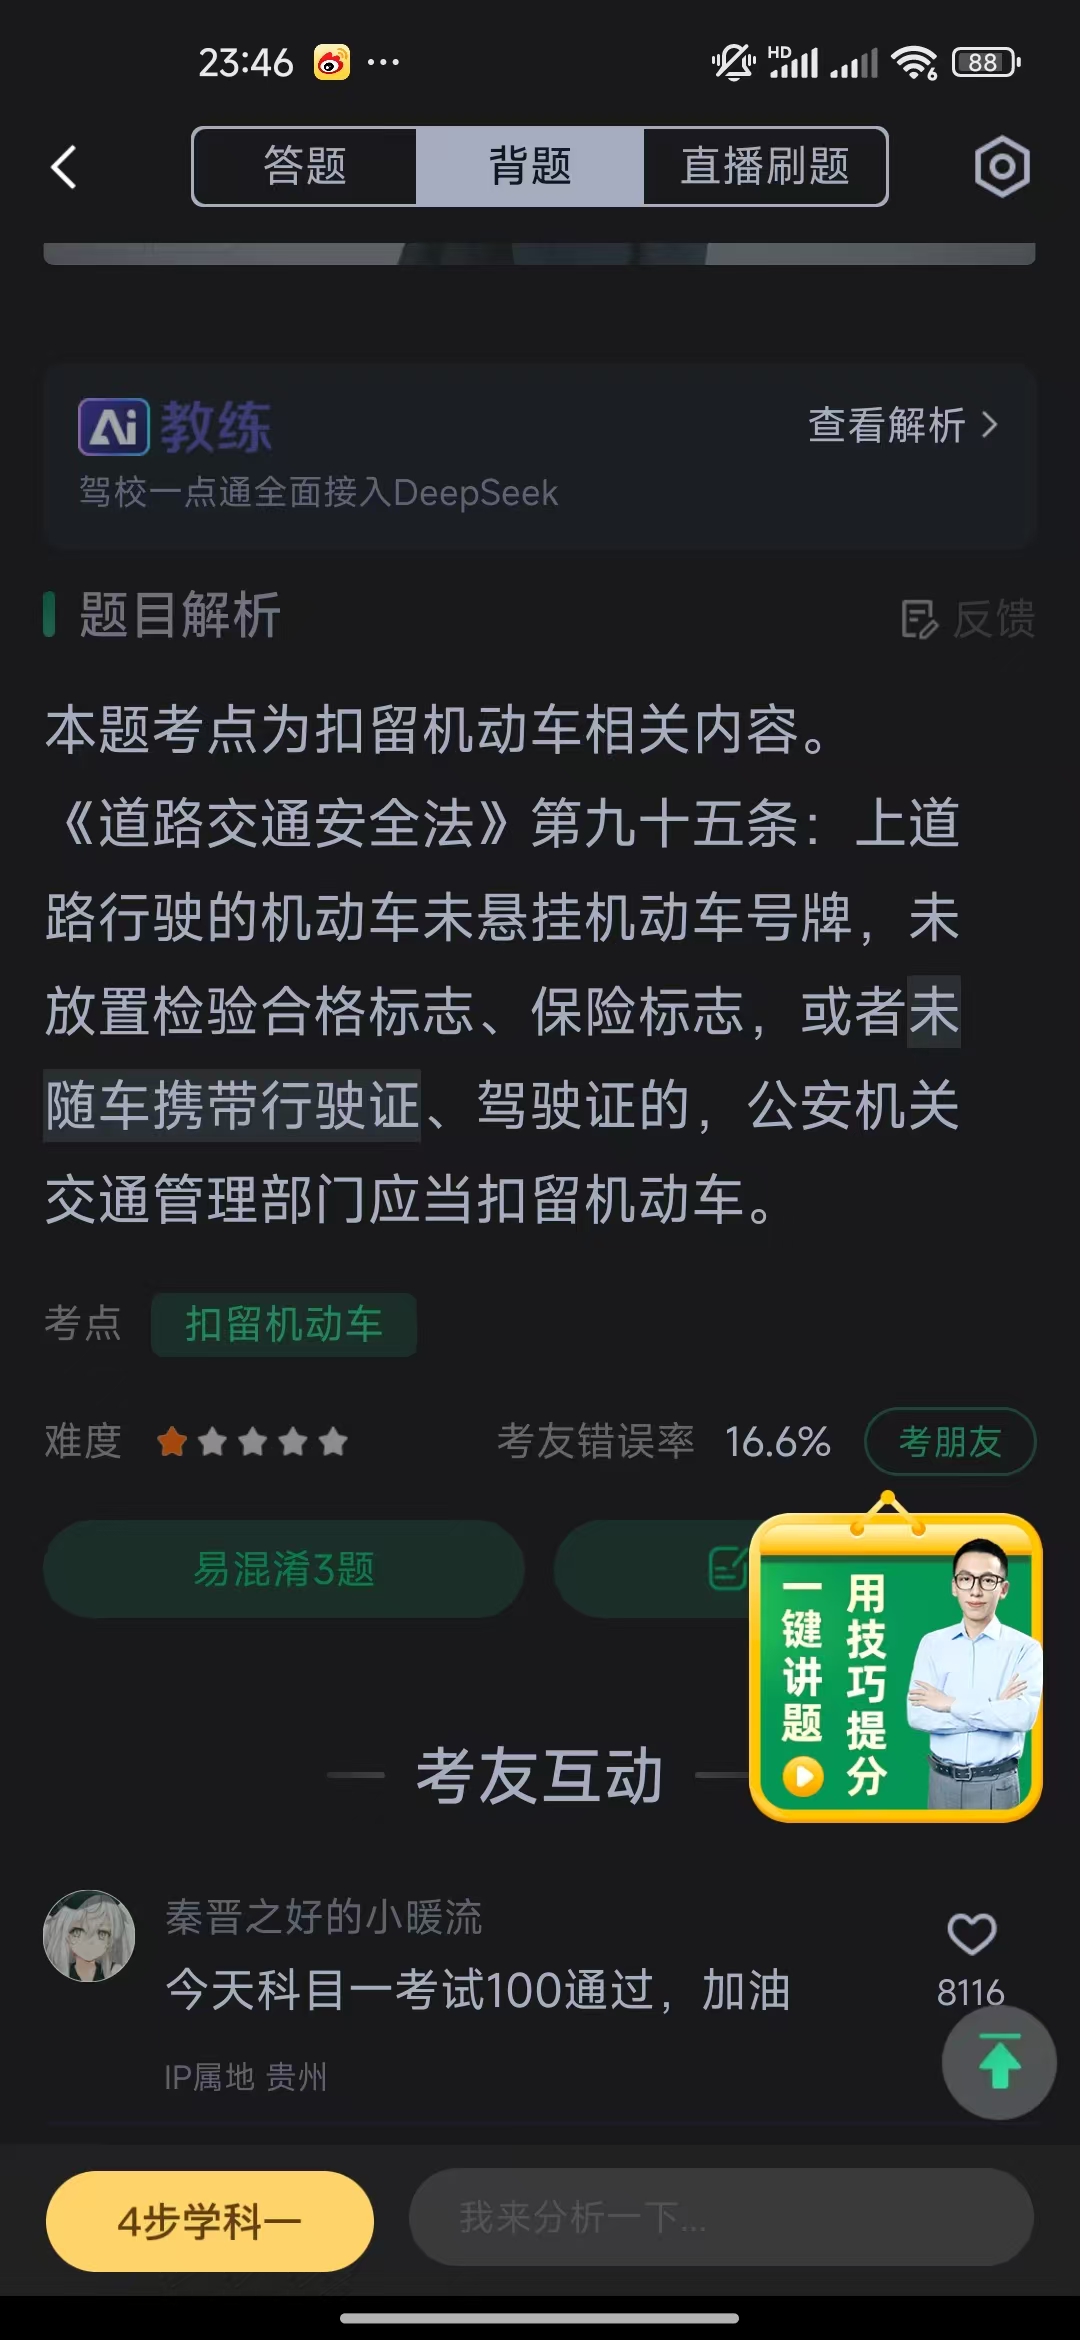 23:46
HD
6
88
答题
背题
直播刷题
Ai教练
查看解析
驾校一点通全面接入DeepSeek
题目解析
反馈
本题考点为扣留机动车相关内容。
《道路交通安全法》第九十五条：上道
路行驶的机动车未悬挂机动车号牌，未
放置检验合格标志、保险标志，或者未
随车携带行驶证、驾驶证的，公安机关
交通管理部门应当扣留机动车。
考点
扣留机动车
难度
考友错误率 16.6%
考朋友
易混淆3题
一键讲题
用技巧提分
考友互动
秦晋之好的小暖流
今天科目一考试100通过，加油
8116
IP属地 贵州
4步学科一
我来分析一下...